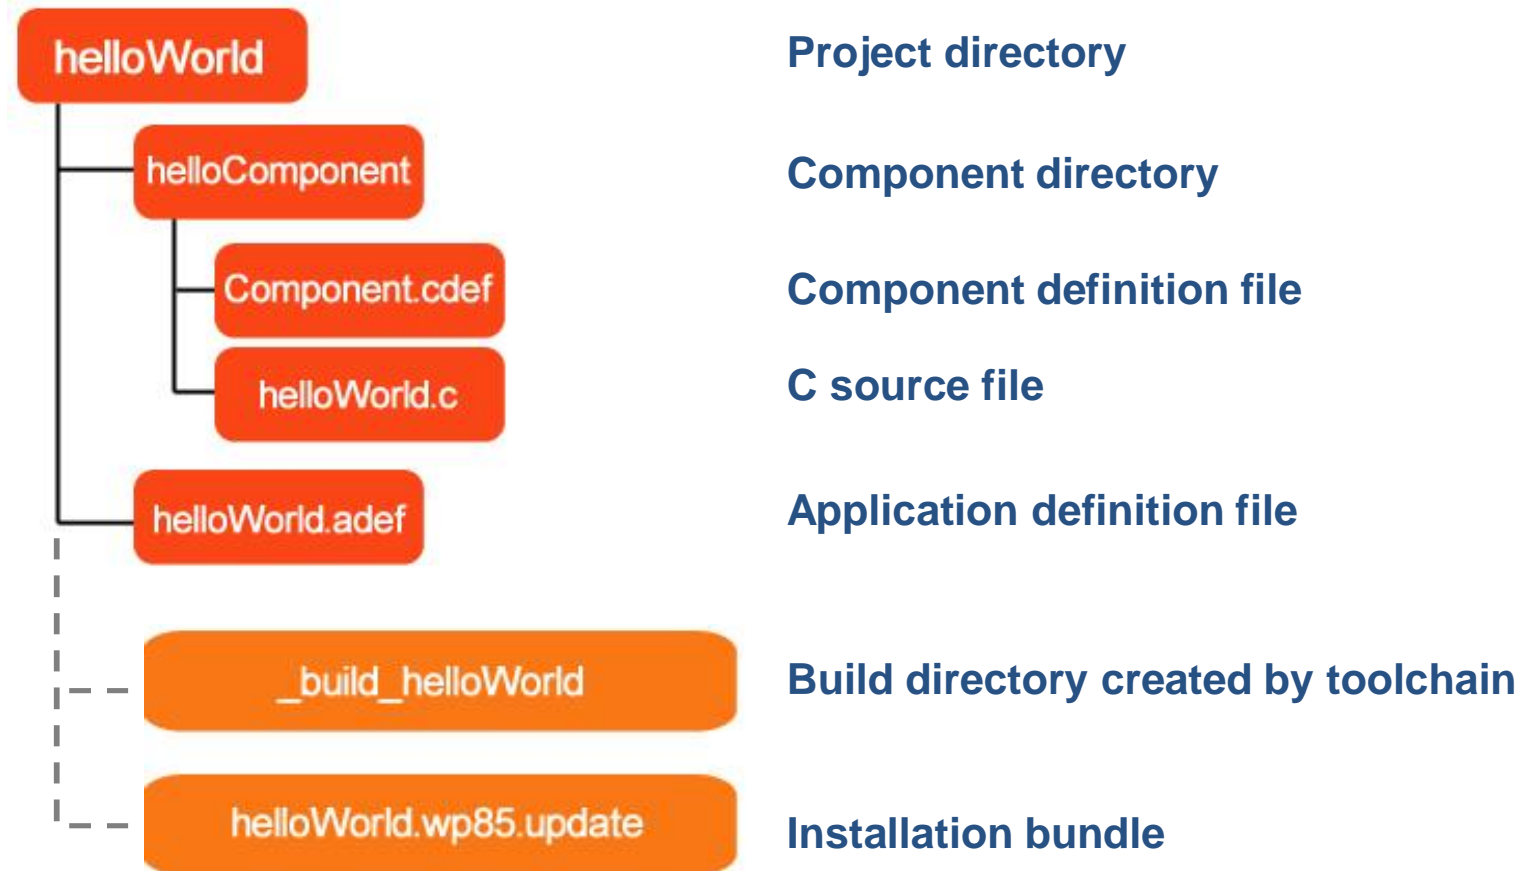 helloWorld Project directory
helloComponent Component directory
Component.cdef Component definition file
helloWorld.c C source file
helloWorld.adef Application definition file
_build_helloWorld Build directory created by toolchain
helloWorld.wp85.update Installation bundle